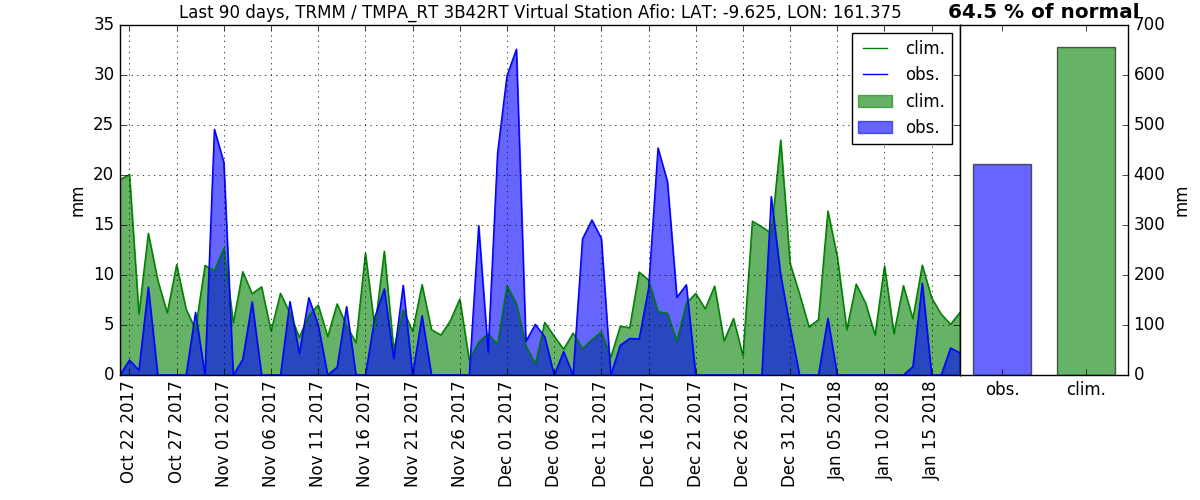 Last 90 days, TRMM / TMPA_RT 3B42RT Virtual Station Afio: LAT: -9.625, LON: 161.375
64.5 % of normal
35
30
25
20
15
10
5
0
mm
clim.
obs.
clim.
obs.
700
600
500
400
300
200
100
0
mm
Oct 22 2017
Oct 27 2017
Nov 01 2017
Nov 06 2017
Nov 11 2017
Nov 16 2017
Nov 21 2017
Nov 26 2017
Dec 01 2017
Dec 06 2017
Dec 11 2017
Dec 16 2017
Dec 21 2017
Dec 26 2017
Dec 31 2017
Jan 05 2018
Jan 10 2018
Jan 15 2018
obs.
clim.